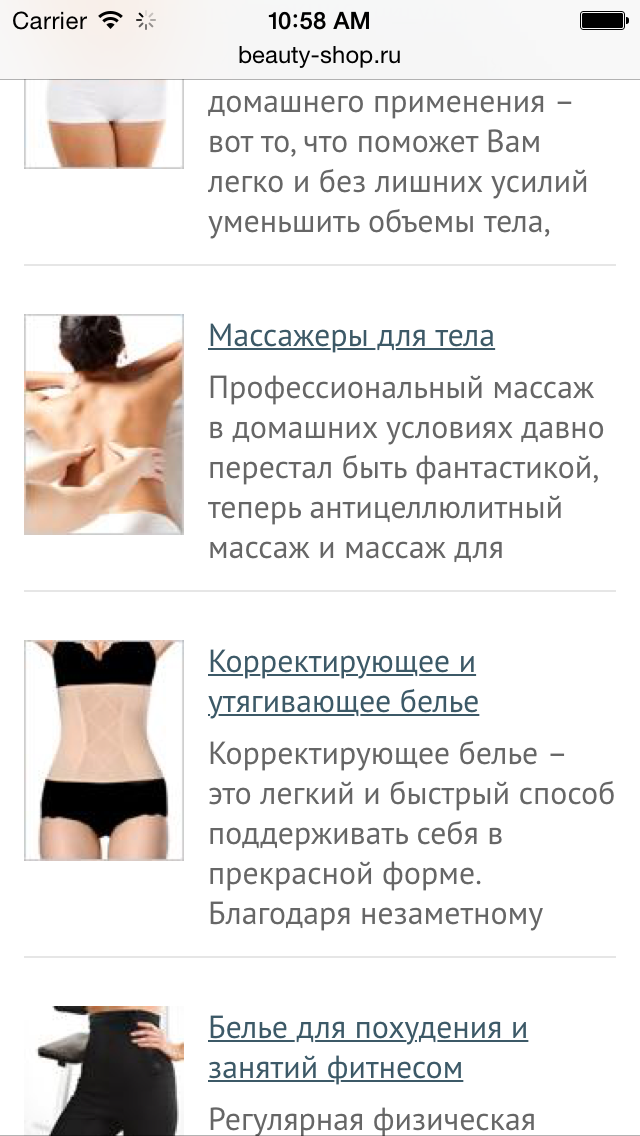 Carrier 10:58 AM
beauty-shop.ru
домашнего применения –
вот то, что поможет Вам
легко и без лишних усилий
уменьшить объемы тела,
Массажеры для тела
Профессиональный массаж
в домашних условиях давно
перестал быть фантастикой,
теперь антицеллюлитный
массаж и массаж для
Корректирующее и
утягивающее белье
Корректирующее белье –
это легкий и быстрый способ
поддерживать себя в
прекрасной форме.
Благодаря незаметному
Белье для похудения и
занятий фитнесом
Регулярная физическая